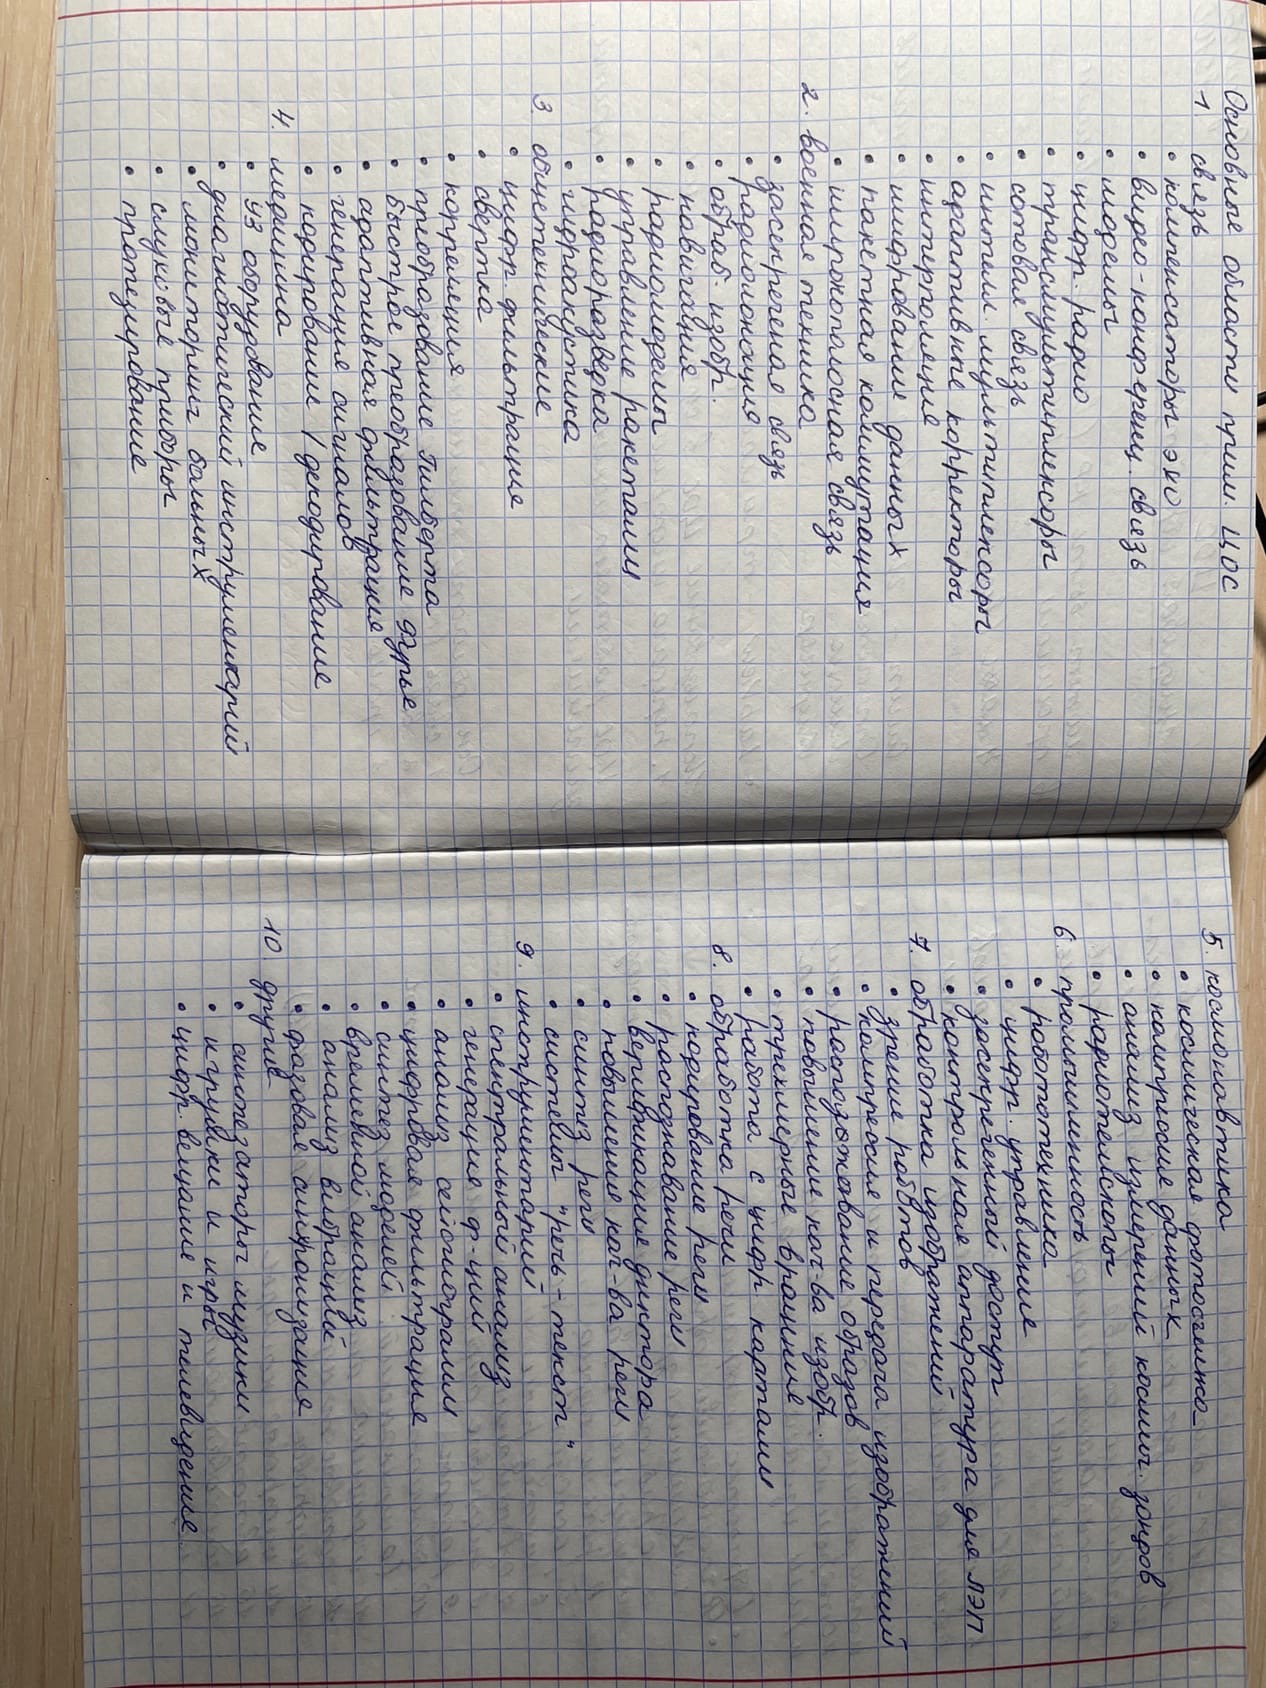 Основные области прим. ЦОС
1. связь
• компенсаторы эхо
• видео-конференц. связь
• модемы
• цифр. радио
• трансмультиплексоры
• сотовая связь
• интелл. мультиплексоры
• адаптивные корректоры
• интерполяция
• шифрование данных
• пакетная коммутация
• широкополосная связь
2. военная техника
• засекреченая связь
• радиолокация
• обраб. изобр.
• навигация
• радиомодемы
• управление ракетами
• радиоразведка
• гидроакустика
3. общетехнические
• цифр. фильтрация
• свертка
• корреляция
• преобразование Гилберта
• быстрое преобразование Фурье
• адаптивная фильтрация
• генерация сигналов
• кодирование / декодирование
4. медицина
• УЗ оборудование
• диагностический инструментарий
• мониторинг больных
• слуховые приборы
• протезирование
5. космонавтика
• космическая фотосъемка
• компрессия данных
• анализ измерений космич. зондов
• радиотелескопы
6. промышленность
• робототехника
• цифр. управление
• засекреченный доступ
• контрольная аппаратура для ЛЭП
7. обработка изображений
• зрение роботов
• компрессия и передача изображений
• распознавание образов
• повышение кач-ва изобр.
• трехмерные вращения
• работа с цифр картами
8. обработка речи
• кодирование речи
• распознавание речи
• верификация диктора
• повышение кач-ва речи
• синтез речи
• системы "речь - текст"
9. инструментарий
• спектральный анализ
• генерация ф-ций
• анализ сейсмограмм
• цифровая фильтрация
• синтез моделей
• временной анализ
• анализ вибраций
• фазовая синхронизация
10 другие
• синтезаторы музыки
• игрушки и игры
• цифр. вещание и телевидение